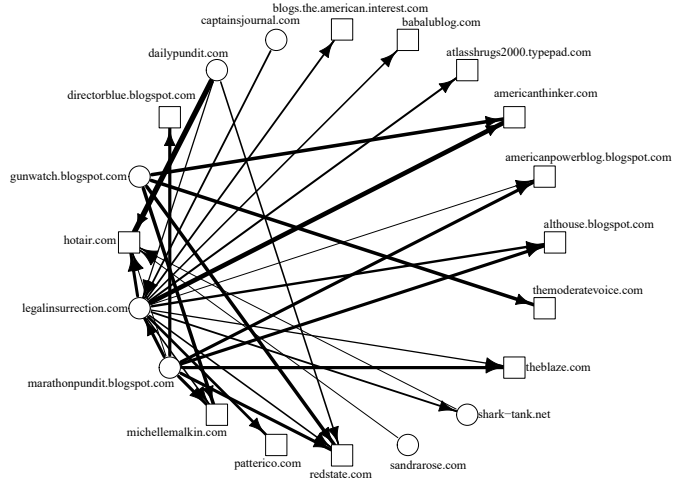 blogs.the.american.interest.com
captainsjournal.com
babalublog.com
dailypundit.com
atlasshrugs2000.typepad.com
directorblue.blogspot.com
americanthinker.com
americanpowerblog.blogspot.com
gunwatch.blogspot.com
althouse.blogspot.com
hotair.com
themoderatevoice.com
legalinsurrection.com
theblaze.com
marathonpundit.blogspot.com
shark−tank.net
michellemalkin.com
patterico.com
sandrarose.com
redstate.com